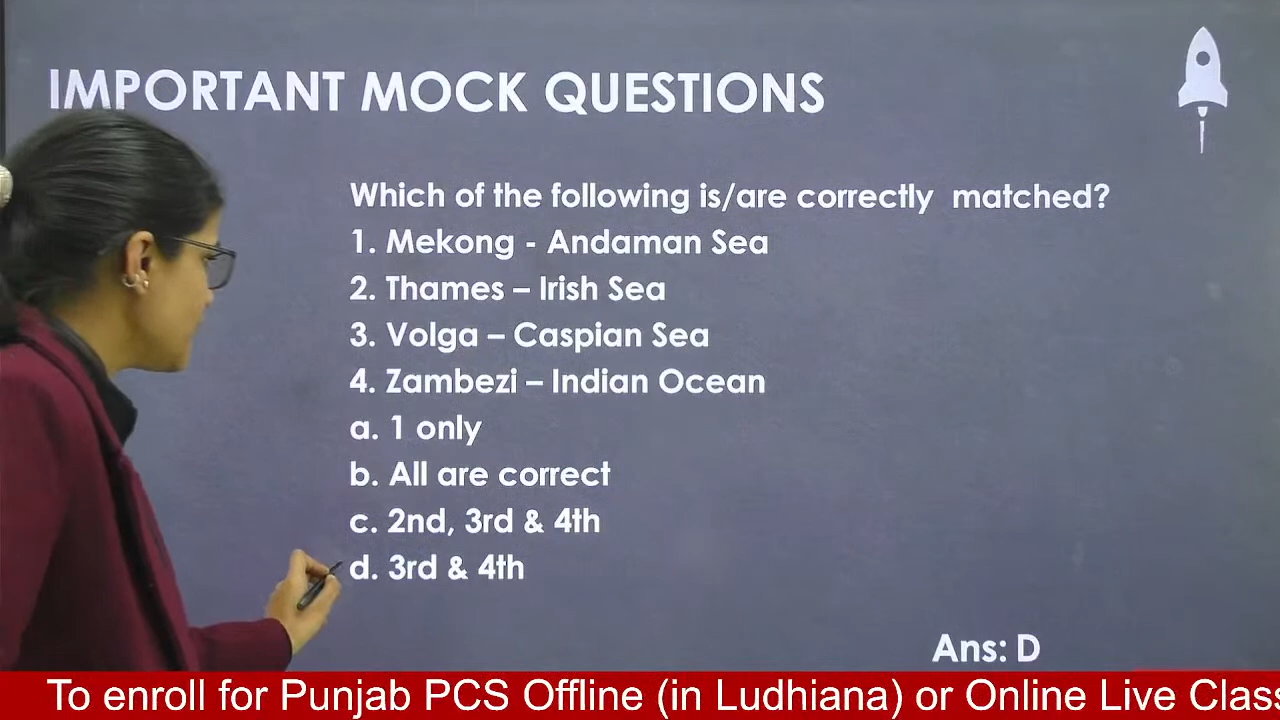 IMPORTANT MOCK QUESTIONS
Which of the following is/are correctly matched?
1. Mekong - Andaman Sea
2. Thames – Irish Sea
3. Volga – Caspian Sea
4. Zambezi – Indian Ocean
a. 1 only
b. All are correct
c. 2nd, 3rd & 4th
d. 3rd & 4th
Ans: D
To enroll for Punjab PCS Offline (in Ludhiana) or Online Live Class